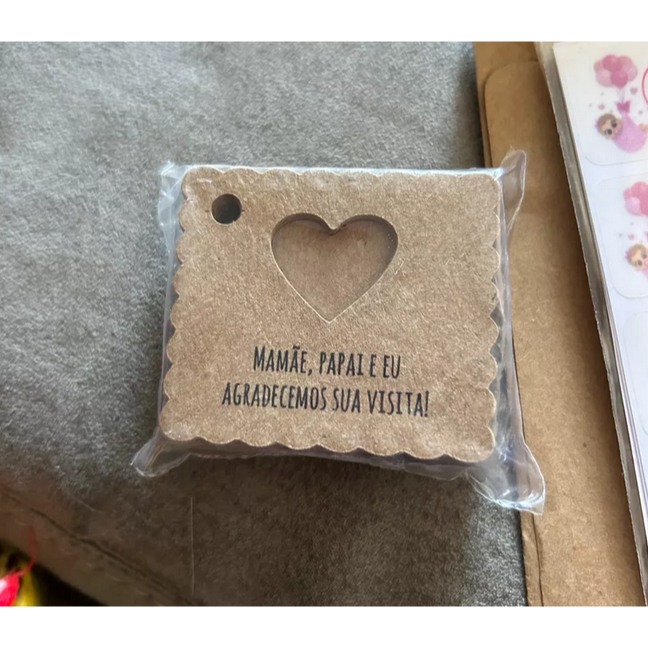 MAMÃE, PAPAI E EU
AGRADECEMOS SUA VISITA!